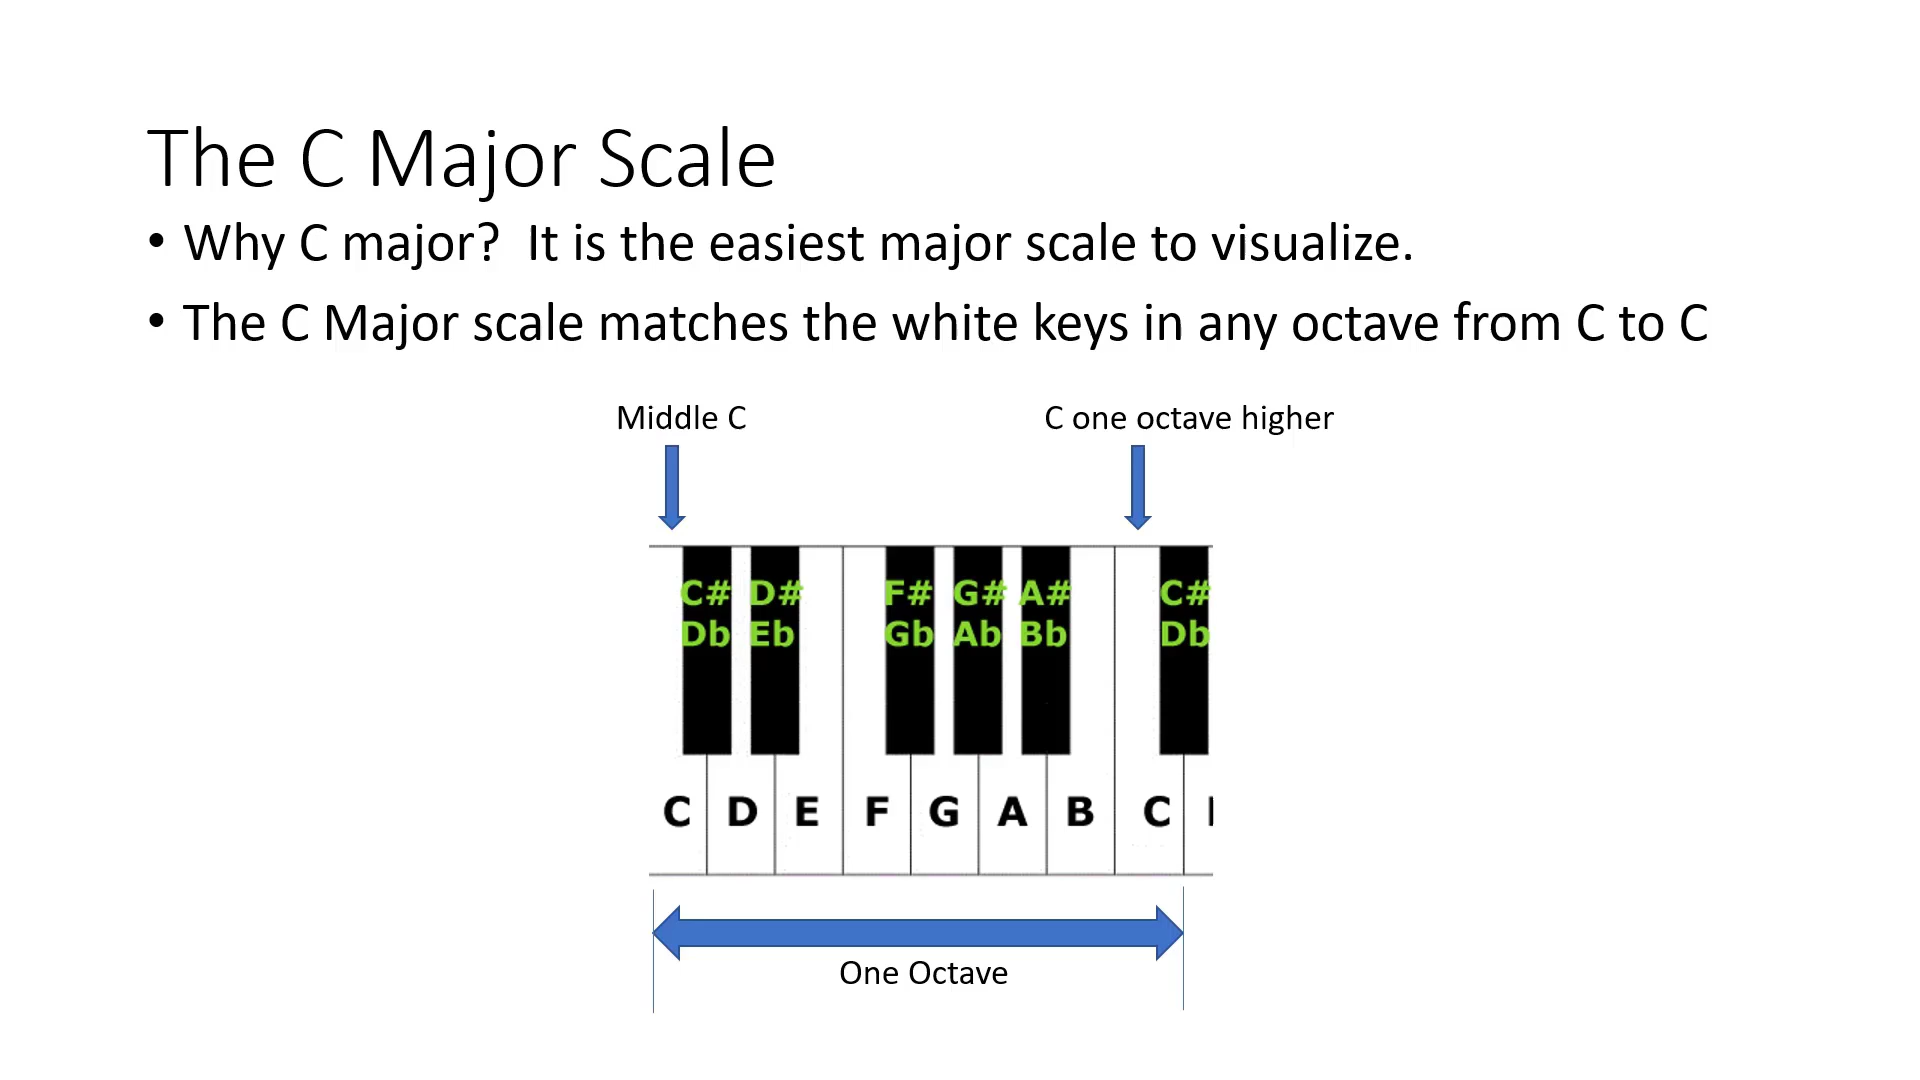 The C Major Scale
• Why C major?  It is the easiest major scale to visualize.
• The C Major scale matches the white keys in any octave from C to C
Middle C
C one octave higher
C# D# F# G# A# C#
Db Eb Gb Ab Bb Db
C D E F G A B C
One Octave